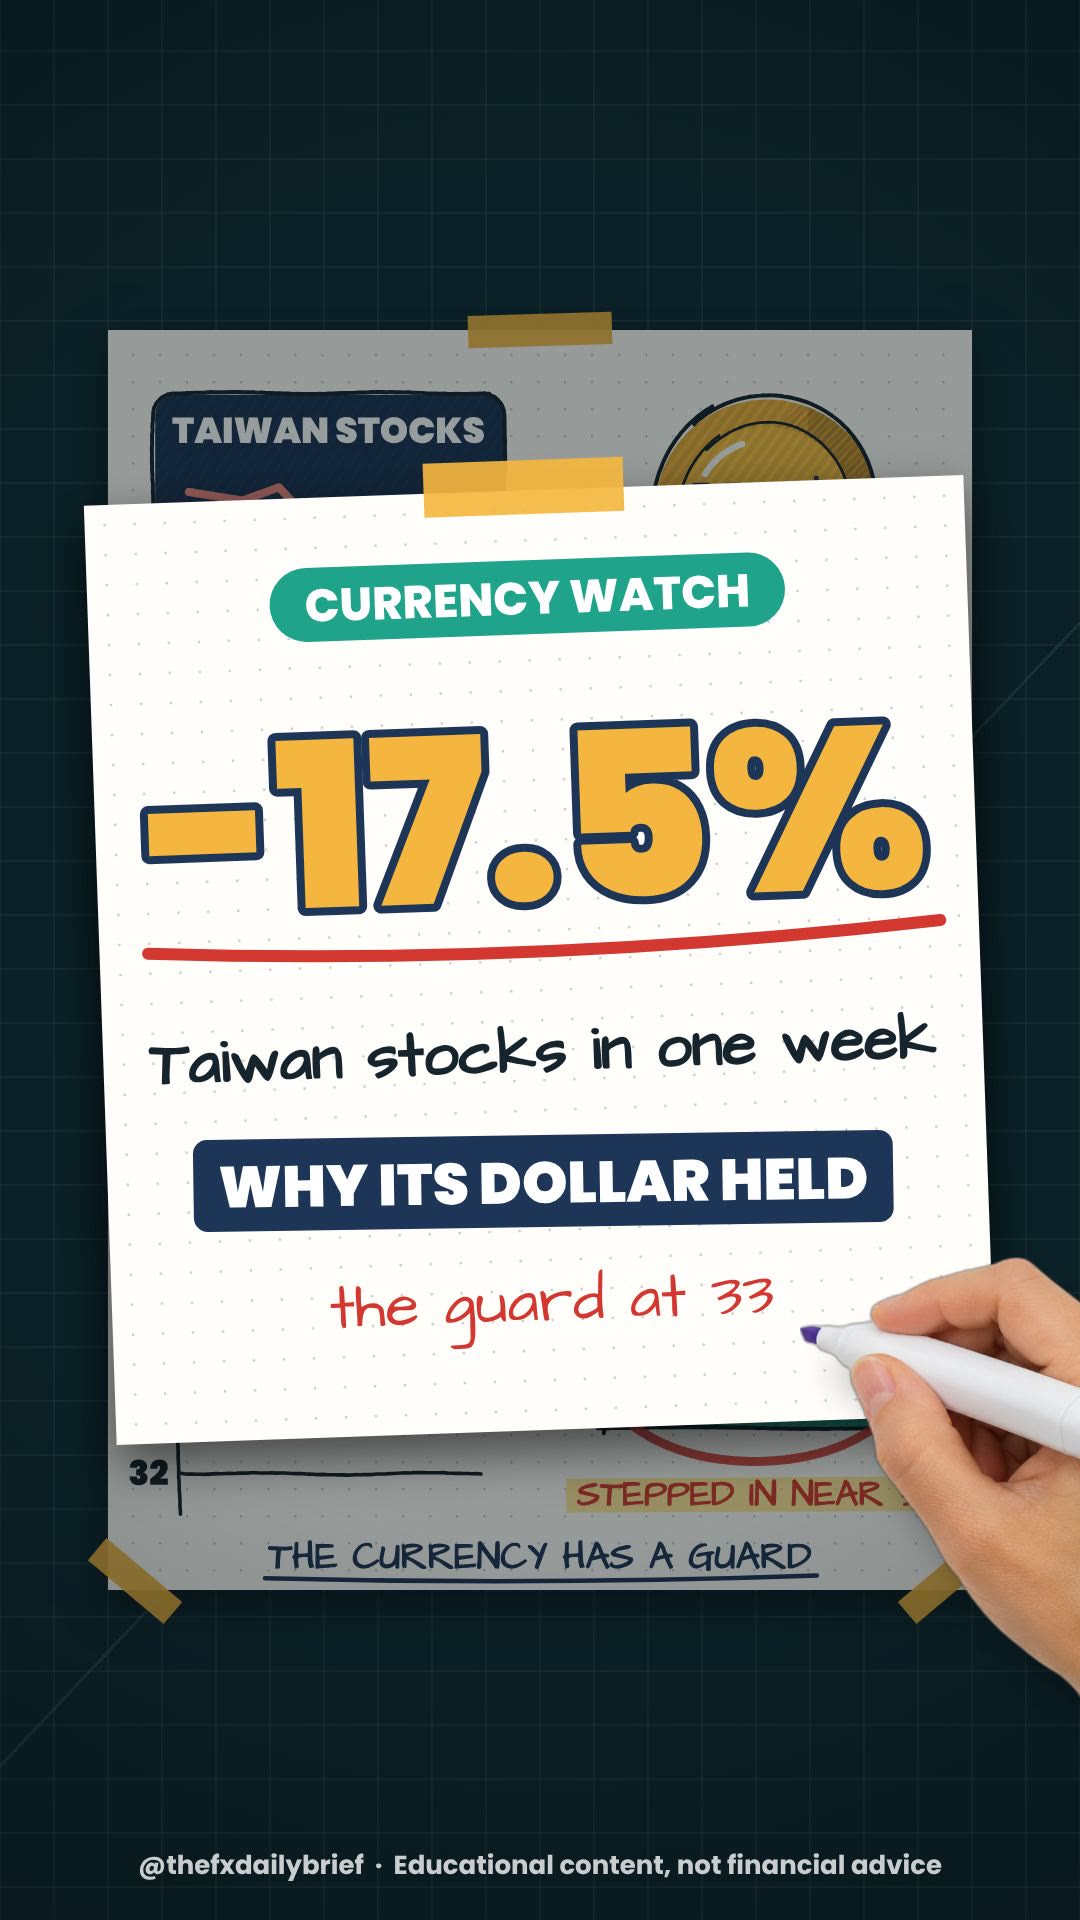 TAIWAN STOCKS
CURRENCY WATCH
-17.5%
Taiwan stocks in one week
WHY ITS DOLLAR HELD
the guard at 33
32
STEPPED IN NEAR
THE CURRENCY HAS A GUARD
@thefxdailybrief · Educational content, not financial advice